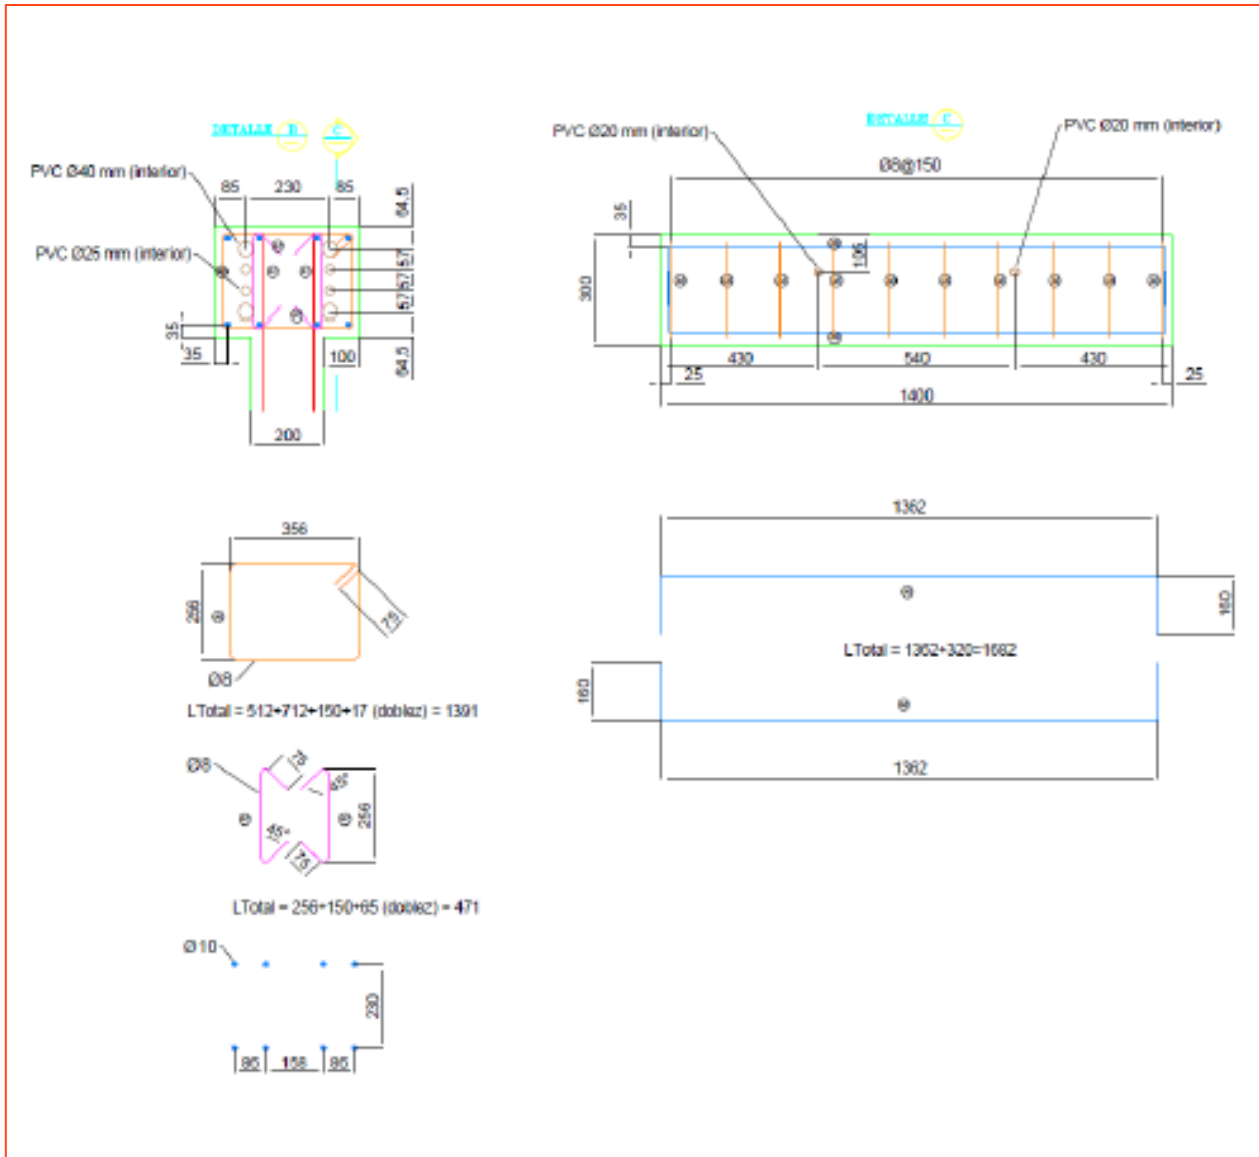 DETALLE B C
PVC Ø40 mm (interior)
85 230 85
64.5
PVC Ø25 mm (interior)
57
57
57
35
35
100
64.5
200
DETALLE C
PVC Ø20 mm (interior)
PVC Ø20 mm (interior)
Ø8@150
35
106
300
430 540 430
25 25
1400
356
256
75
Ø8
LTotal = 512+712+150+17 (doblez) = 1391
1362
160
LTotal = 1362+320=1682
160
1362
Ø8
75
45°
256
45°
75
LTotal = 256+150+65 (doblez) = 471
Ø10
230
158